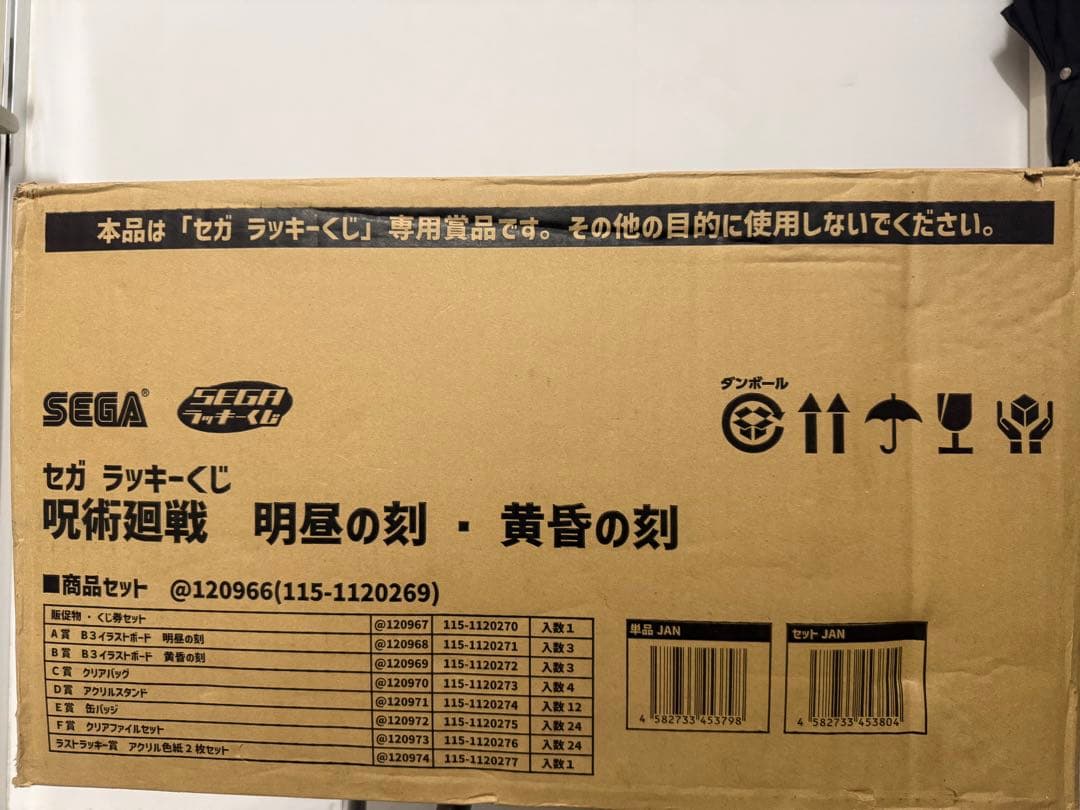 本品は「セガ ラッキーくじ」専用賞品です。その他の目的に使用しないでください。
SEGA®
SEGA
ラッキーくじ
ダンボール
セガ ラッキーくじ
呪術廻戦 明昼の刻・黄昏の刻
■商品セット @120966(115-1120269)
販促物・くじ券セット @120967 115-1120270 入数1
A賞 B3イラストボード 明昼の刻 @120968 115-1120271 入数3
B賞 B3イラストボード 黄昏の刻 @120969 115-1120272 入数3
C賞 クリアバッグ @120970 115-1120273 入数4
D賞 アクリルスタンド @120971 115-1120274 入数12
E賞 缶バッジ @120972 115-1120275 入数24
F賞 クリアファイルセット @120973 115-1120276 入数24
ラストラッキー賞 アクリル色紙2枚セット @120974 115-1120277 入数1
単品 JAN
4 582733 453798
セット JAN
4 582733 453804